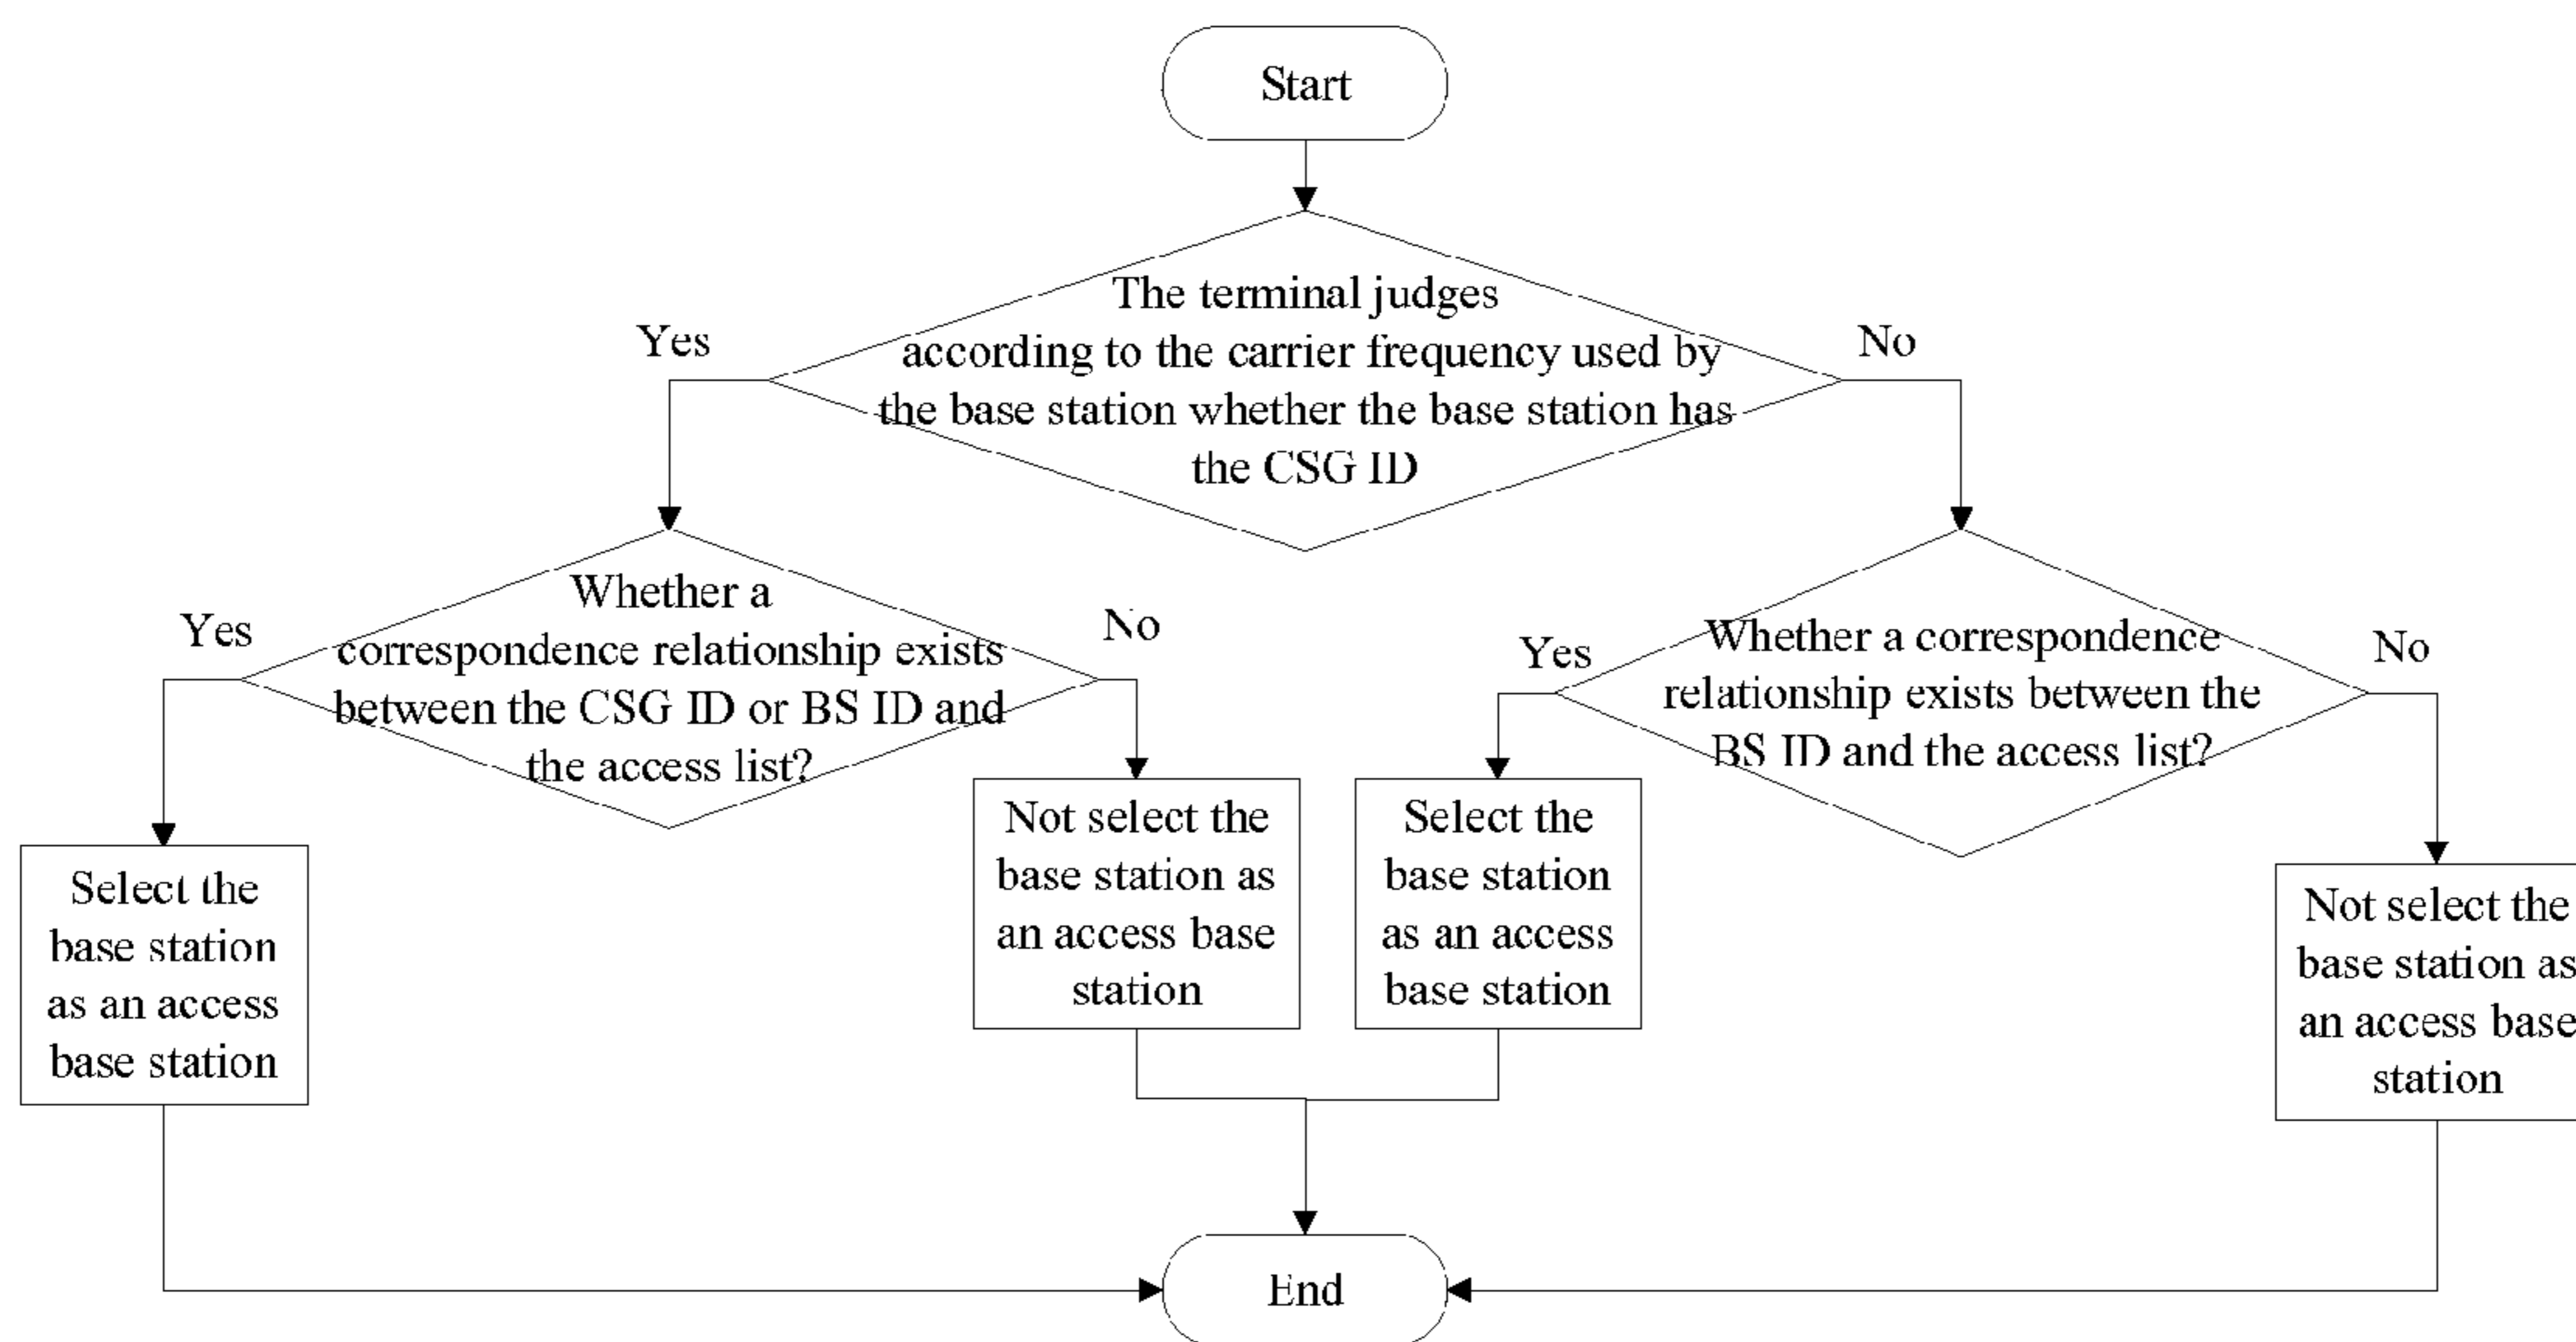 Start
The terminal judges
according to the carrier frequency used by
the base station whether the base station has
the CSG ID
Yes
No
Whether a
correspondence relationship exists
between the CSG ID or BS ID and
the access list?
Yes
No
Whether a correspondence
relationship exists between the
BS ID and the access list?
Yes
No
Select the
base station
as an access
base station
Not select the
base station as
an access base
station
Select the
base station
as an access
base station
Not select the
base station as
an access base
station
End